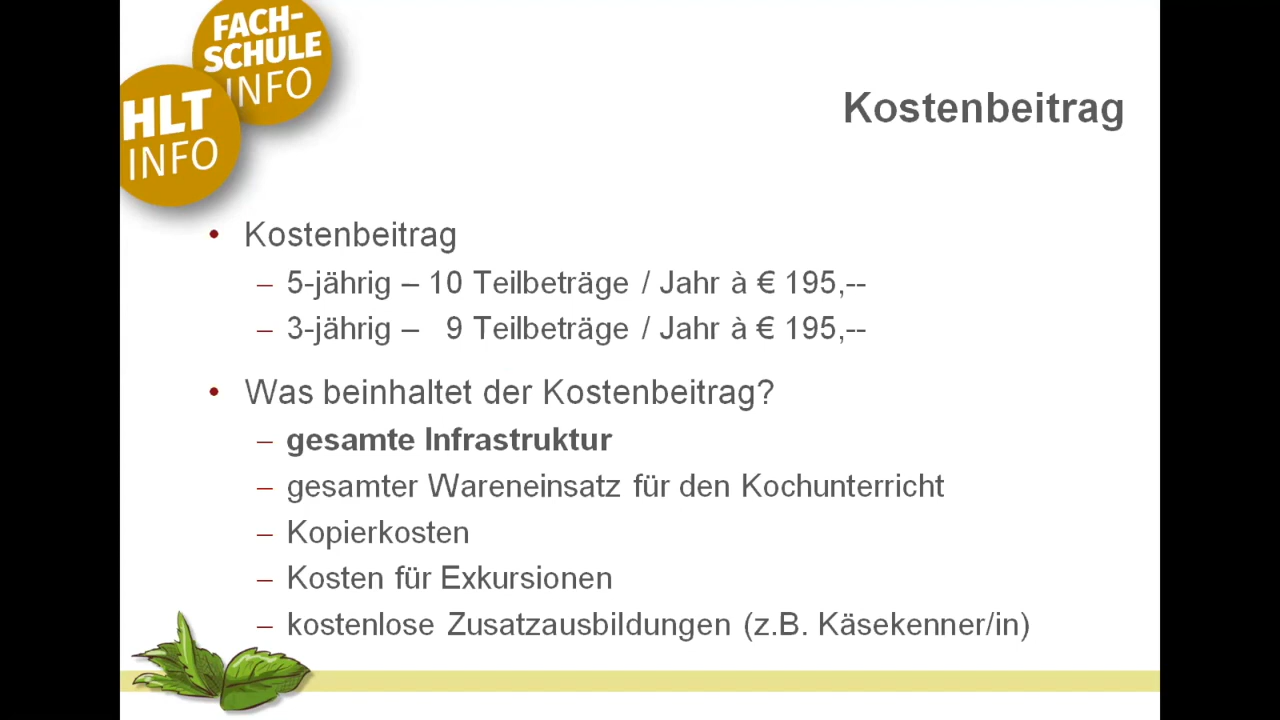 FACH-
SCHULE
INFO
HLT
INFO
Kostenbeitrag
• Kostenbeitrag
– 5-jährig – 10 Teilbeträge / Jahr à € 195,--
– 3-jährig – 9 Teilbeträge / Jahr à € 195,--
• Was beinhaltet der Kostenbeitrag?
– gesamte Infrastruktur
– gesamter Wareneinsatz für den Kochunterricht
– Kopierkosten
– Kosten für Exkursionen
– kostenlose Zusatzausbildungen (z.B. Käsekenner/in)